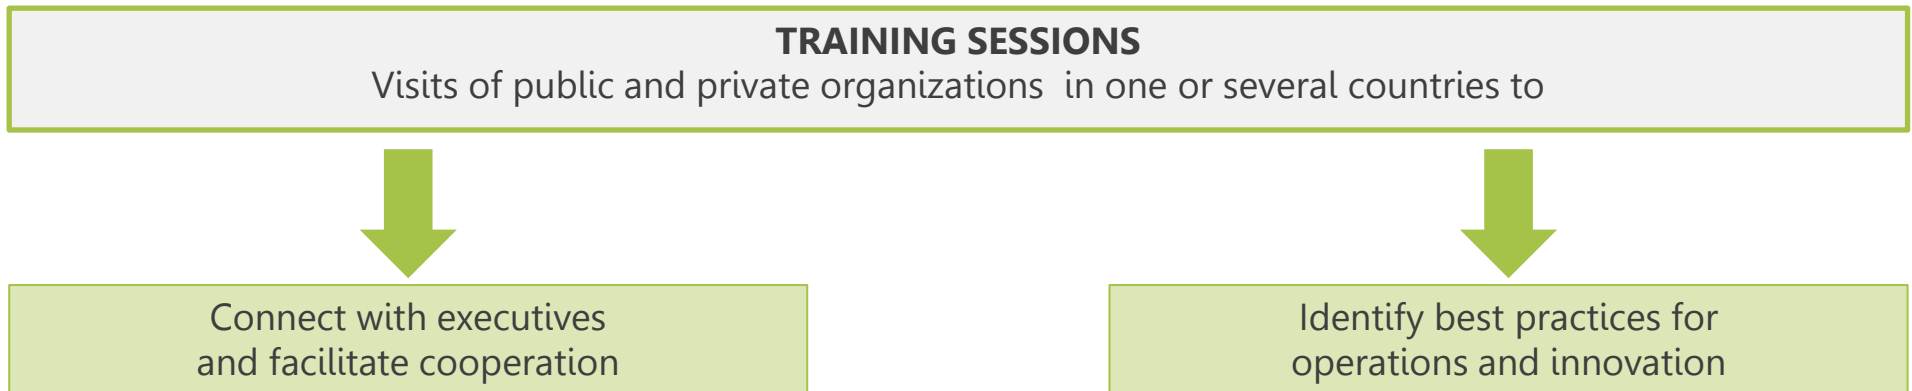 TRAINING SESSIONS
Visits of public and private organizations  in one or several countries to
Connect with executives
and facilitate cooperation
Identify best practices for
operations and innovation